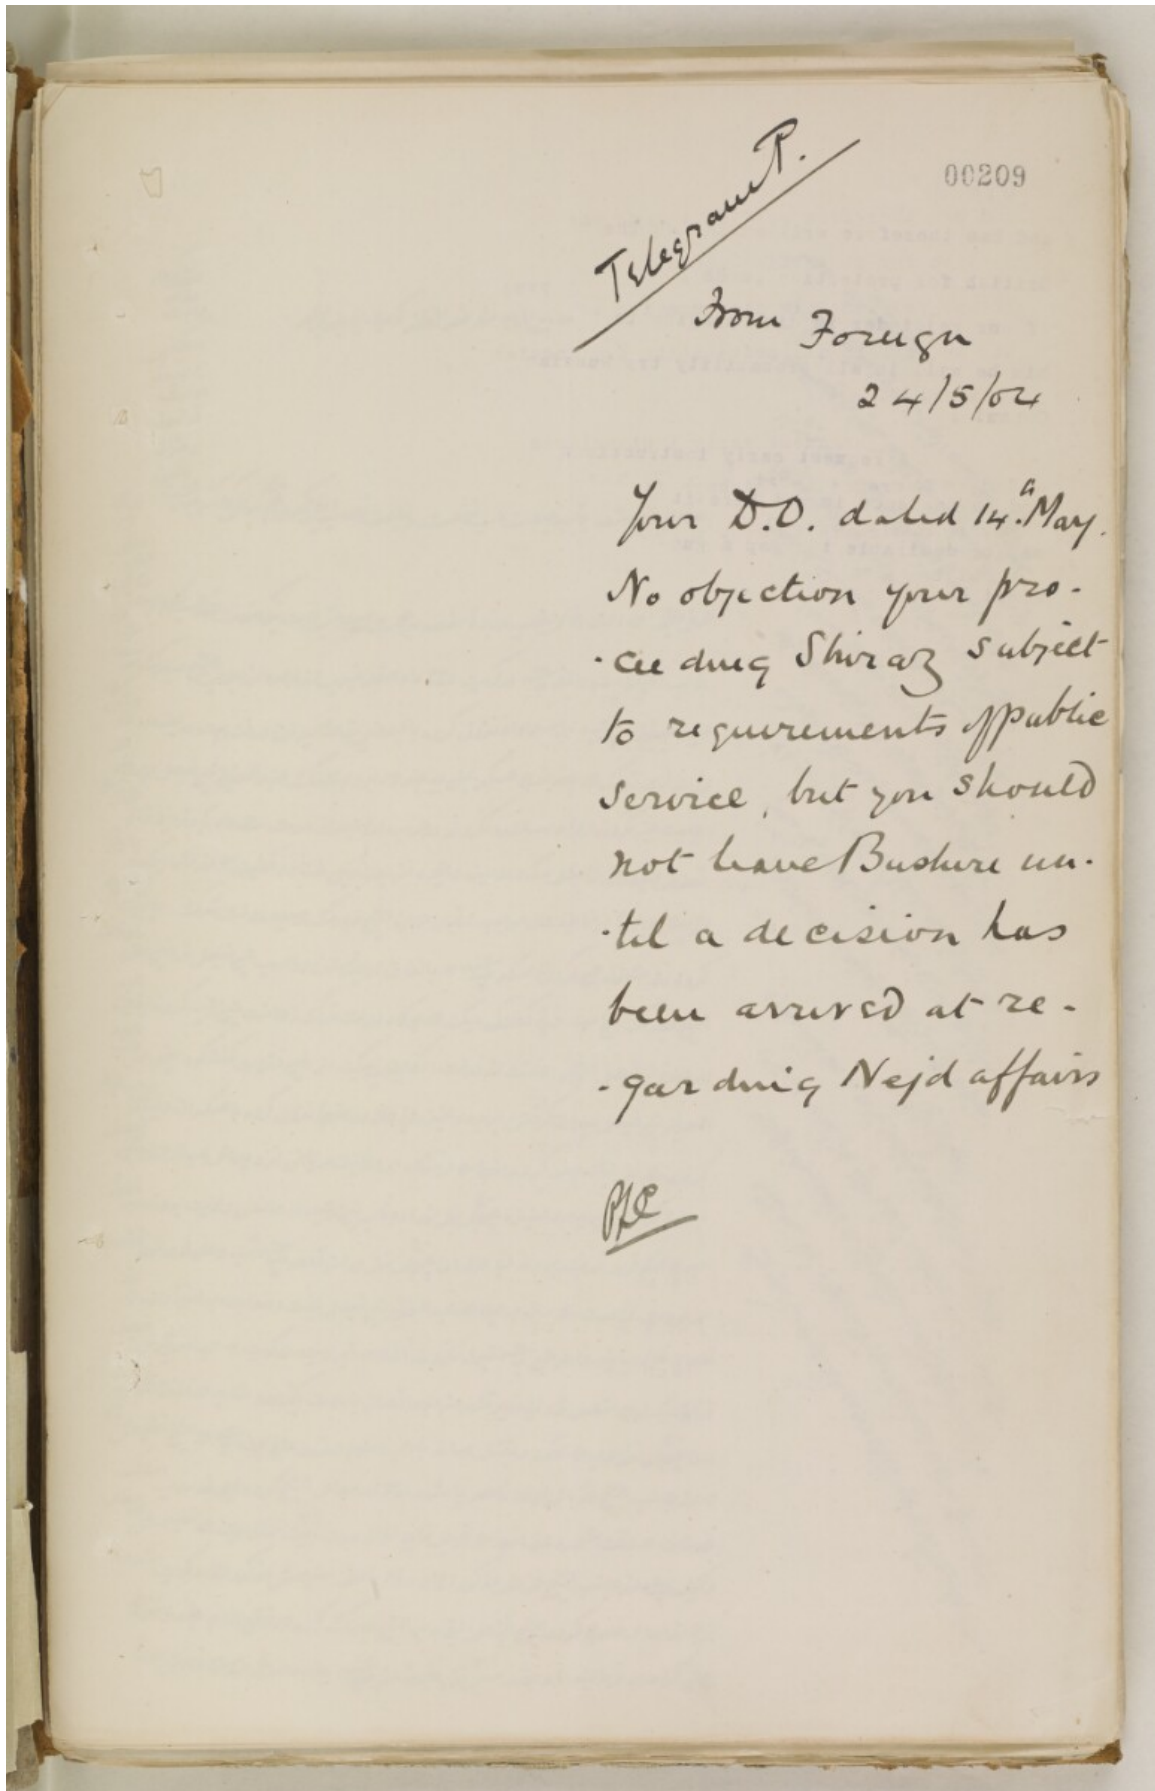 00209
Telegram P.
From Foreign
24/5/04
Your D.O. dated 14th May.
No objection your pro-
-ceeding Shiraz subject
to requirements of public
service, but you should
not leave Bushire un-
-til a decision has
been arrived at re-
-garding Nejd affairs